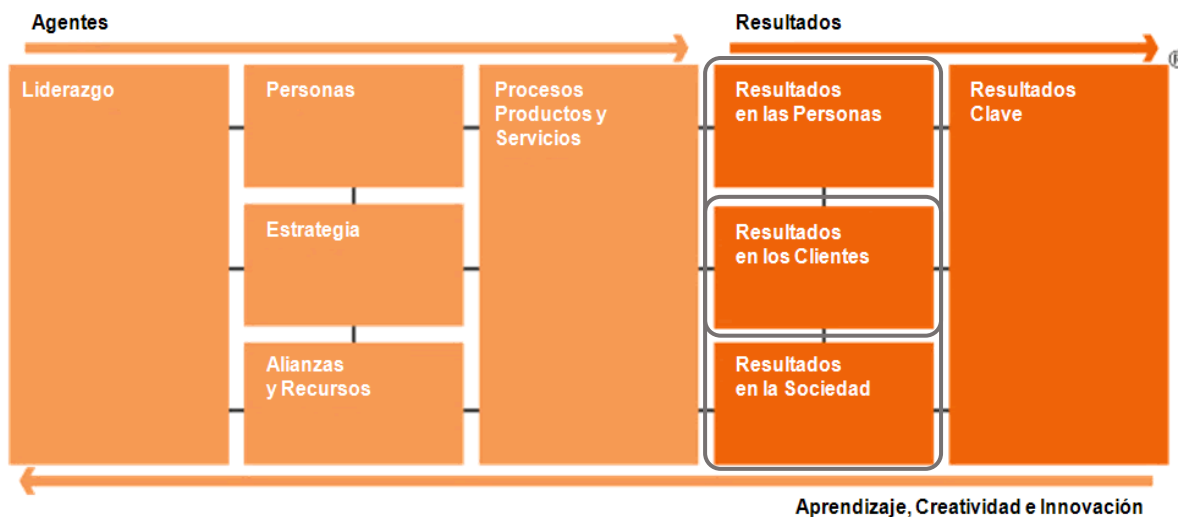 Agentes
Resultados
®
Liderazgo
Personas
Procesos
Productos y
Servicios
Resultados
en las Personas
Resultados
Clave
Estrategia
Resultados
en los Clientes
Alianzas
y Recursos
Resultados
en la Sociedad
Aprendizaje, Creatividad e Innovación